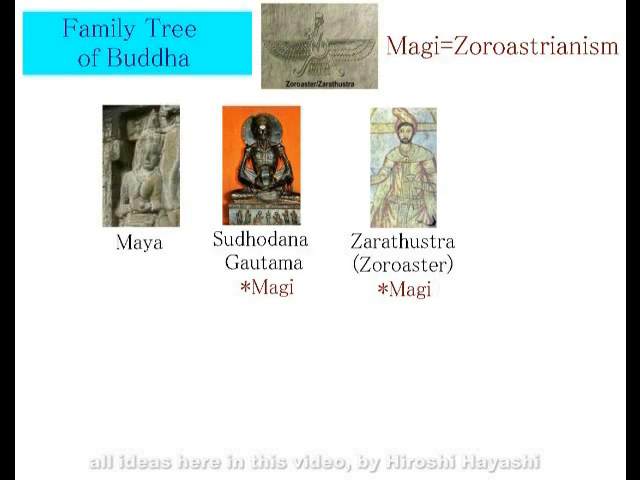 Family Tree
of Buddha
Zoroaster/Zarathustra
Magi=Zoroastrianism
Maya
Sudhodana
Gautama
*Magi
Zarathustra
(Zoroaster)
*Magi
all ideas here in this video, by Hiroshi Hayashi